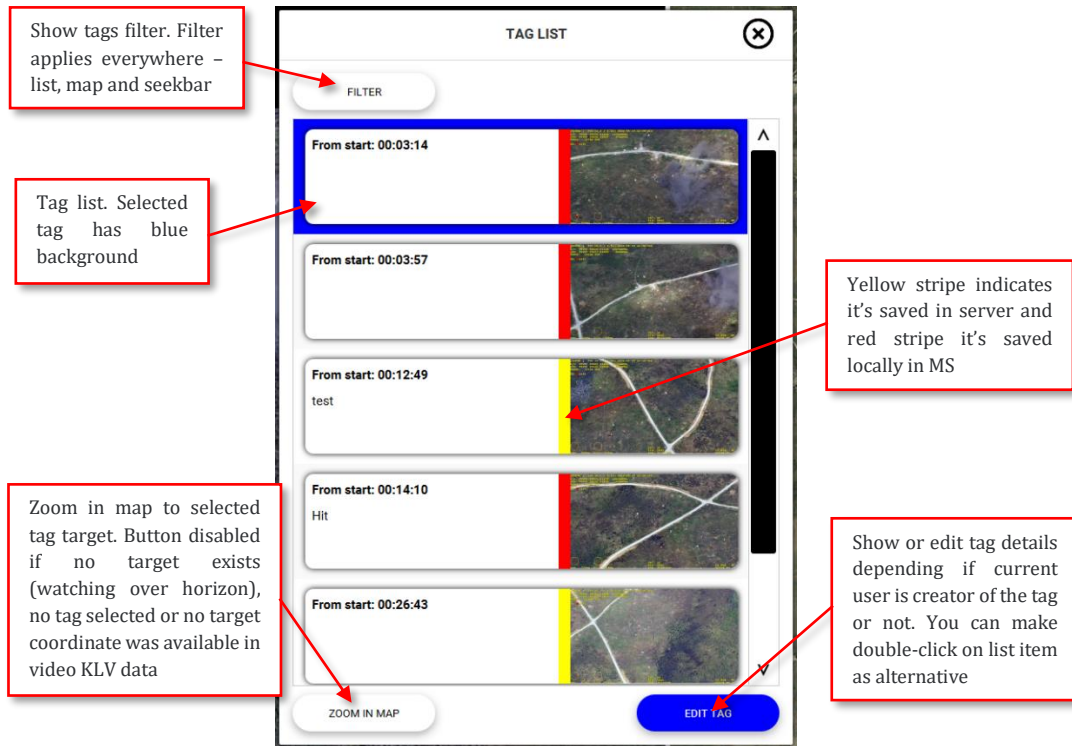 Show tags filter. Filter
applies everywhere –
list, map and seekbar
TAG LIST
FILTER
Tag list. Selected
tag has blue
background
From start: 00:03:14
From start: 00:03:57
From start: 00:12:49
test
From start: 00:14:10
Hit
From start: 00:26:43
Yellow stripe indicates
it's saved in server and
red stripe it's saved
locally in MS
Zoom in map to selected
tag target. Button disabled
if no target exists
(watching over horizon),
no tag selected or no target
coordinate was available in
video KLV data
Show or edit tag details
depending if current
user is creator of the tag
or not. You can make
double-click on list item
as alternative
ZOOM IN MAP
EDIT TAG